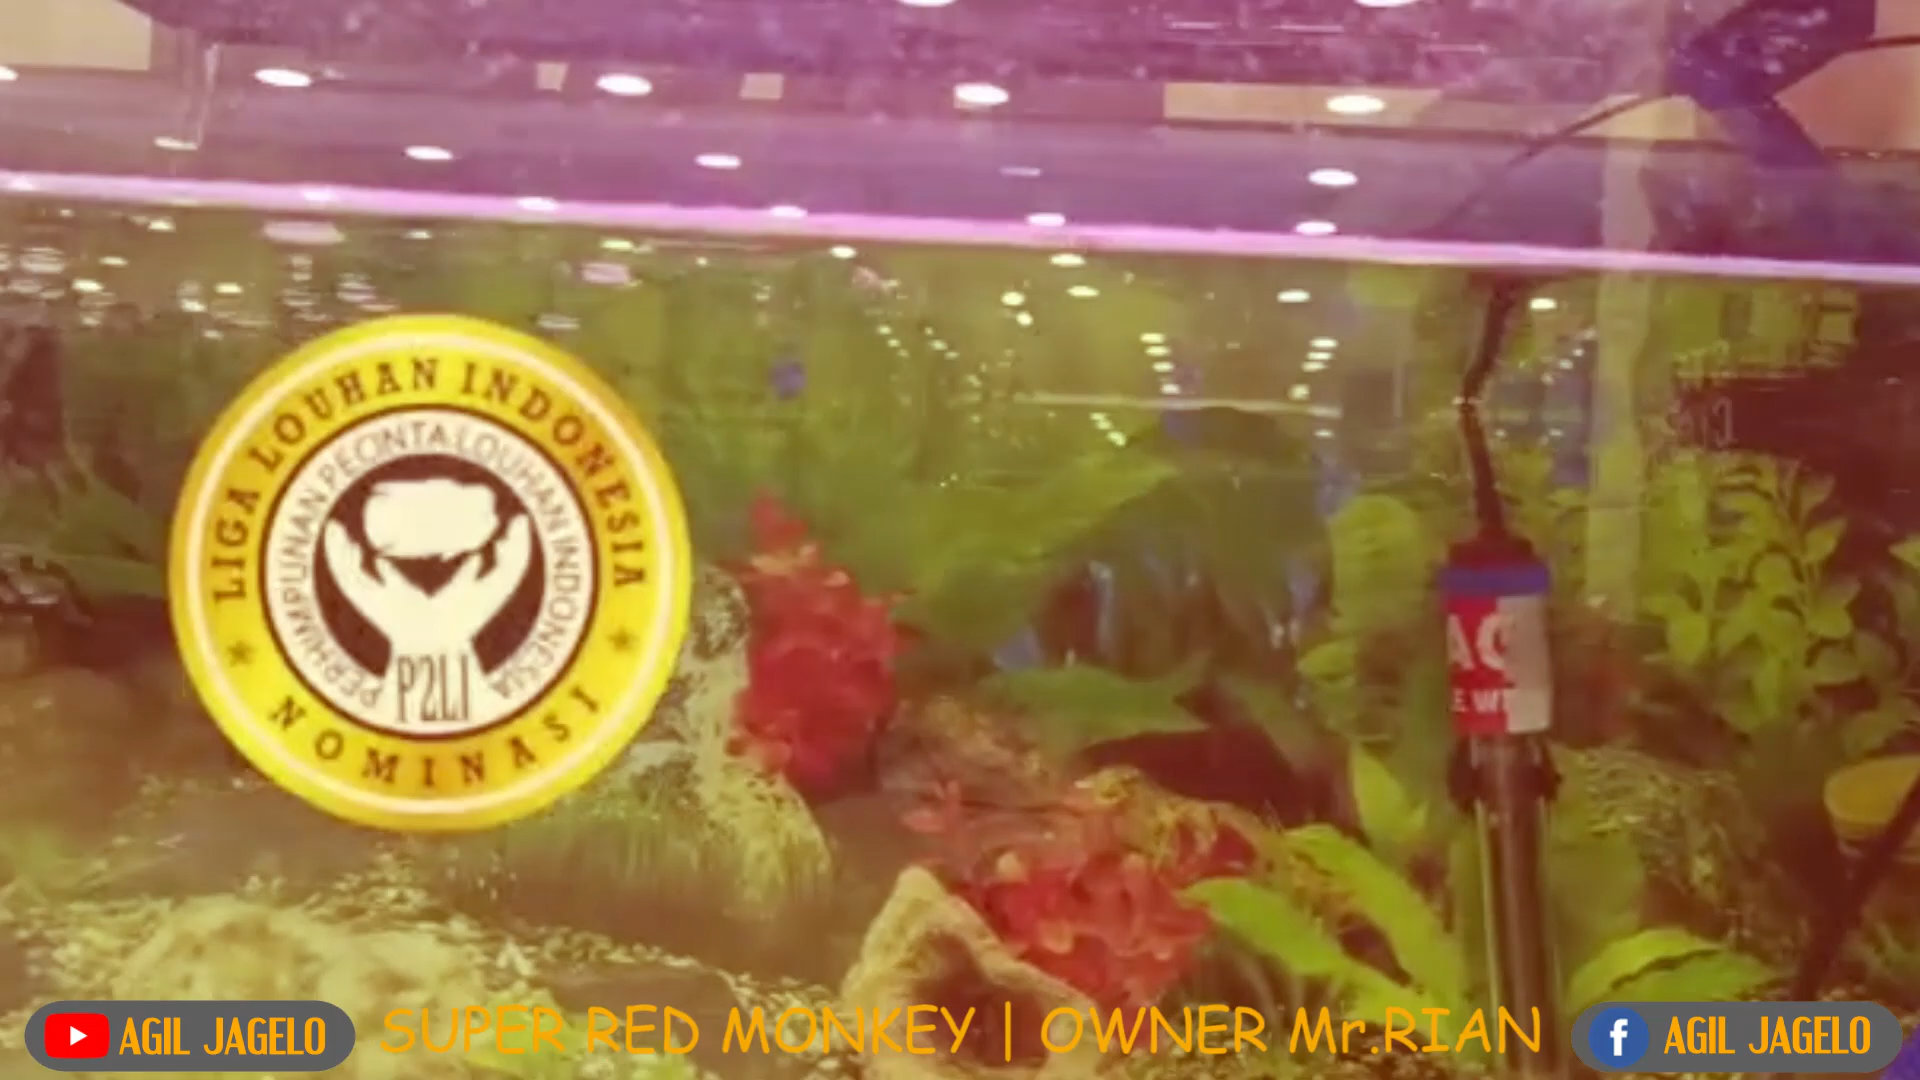 LIGA LOUHAN INDONESIA
PERHIMPUNAN PECINTA LOUHAN INDONESIA
P2LI
NOMINASI
AC
E W
AGIL JAGELO
SUPER RED MONKEY | OWNER Mr.RIAN
AGIL JAGELO